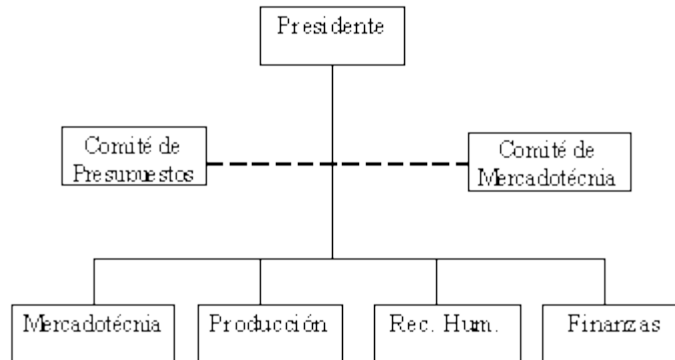 Presidente
Comité de
Presupuestos
Comité de
Mercadotécnia
Mercadotécnia
Producción
Rec. Hum.
Finanzas